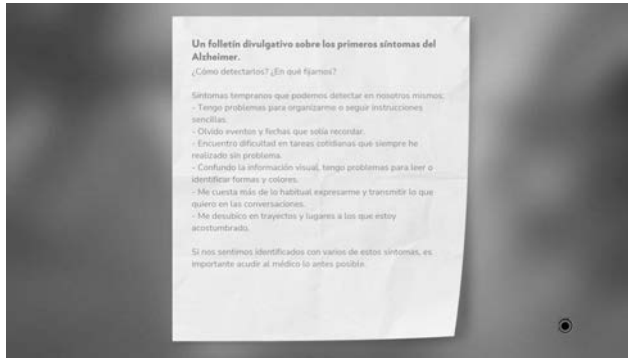 Un folletín divulgativo sobre los primeros síntomas del
Alzheimer.
¿Cómo detectarlos? ¿En qué fijarnos?
Síntomas tempranos que podemos detectar en nosotros mismos:
- Tengo problemas para organizarme o seguir instrucciones
sencillas.
- Olvido eventos y fechas que solía recordar.
- Encuentro dificultad en tareas cotidianas que siempre he
realizado sin problema.
- Confundo la información visual, tengo problemas para leer o
identificar formas y colores.
- Me cuesta más de lo habitual expresarme y transmitir lo que
quiero en las conversaciones.
- Me desubico en trayectos y lugares a los que estoy
acostumbrado.
Si nos sentimos identificados con varios de estos síntomas, es
importante acudir al médico lo antes posible.